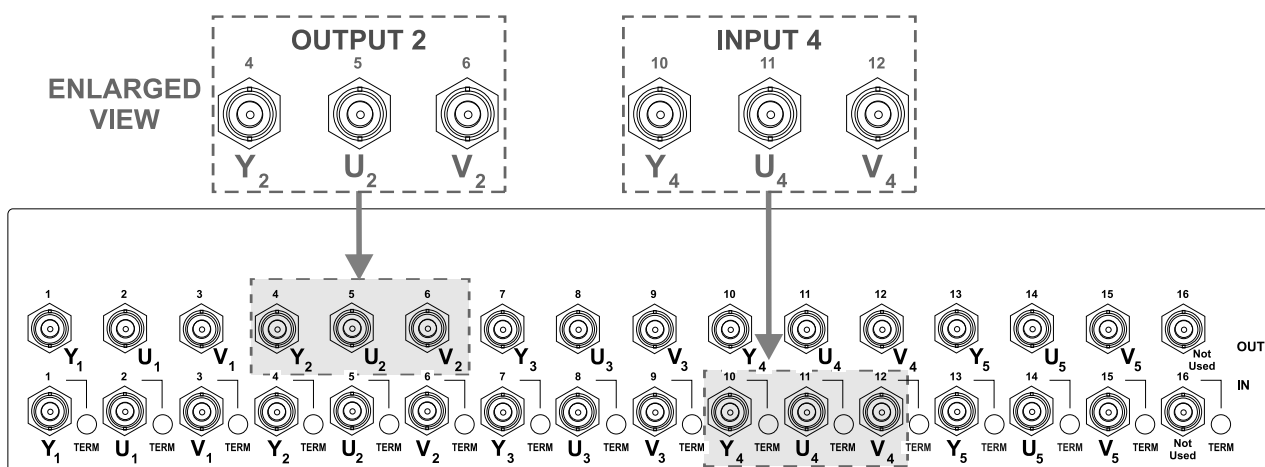 OUTPUT 2
INPUT 4
4 5 6
10 11 12
ENLARGED
VIEW
Y2 U2 V2
Y4 U4 V4
1 2 3 4 5 6 7 8 9 10 11 12 13 14 15 16
Y1 U1 V1 Y2 U2 V2 Y3 U3 V3 Y4 U4 V4 Y5 U5 V5 Not Used
OUT
1 2 3 4 5 6 7 8 9 10 11 12 13 14 15 16
IN
Y1 TERM U1 TERM V1 TERM Y2 TERM U2 TERM V2 TERM Y3 TERM U3 TERM V3 TERM Y4 TERM U4 TERM V4 TERM Y5 TERM U5 TERM V5 TERM Not Used TERM